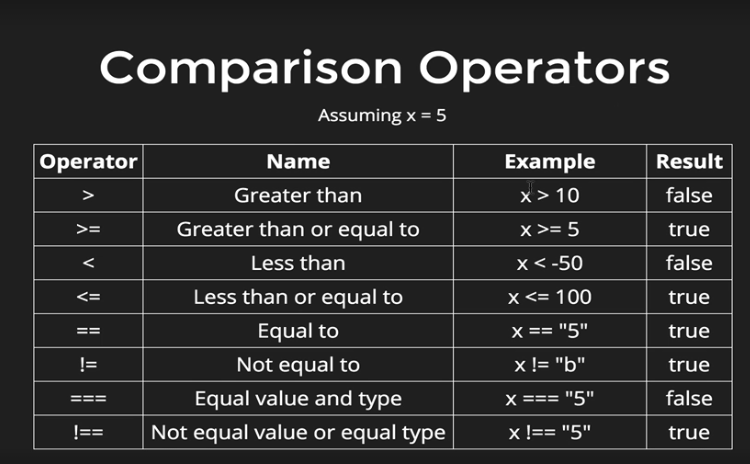 Comparison Operators
Assuming x = 5
Operator Name Example Result
> Greater than x > 10 false
>= Greater than or equal to x >= 5 true
< Less than x < -50 false
<= Less than or equal to x <= 100 true
== Equal to x == "5" true
!= Not equal to x != "b" true
=== Equal value and type x === "5" false
!== Not equal value or equal type x !== "5" true